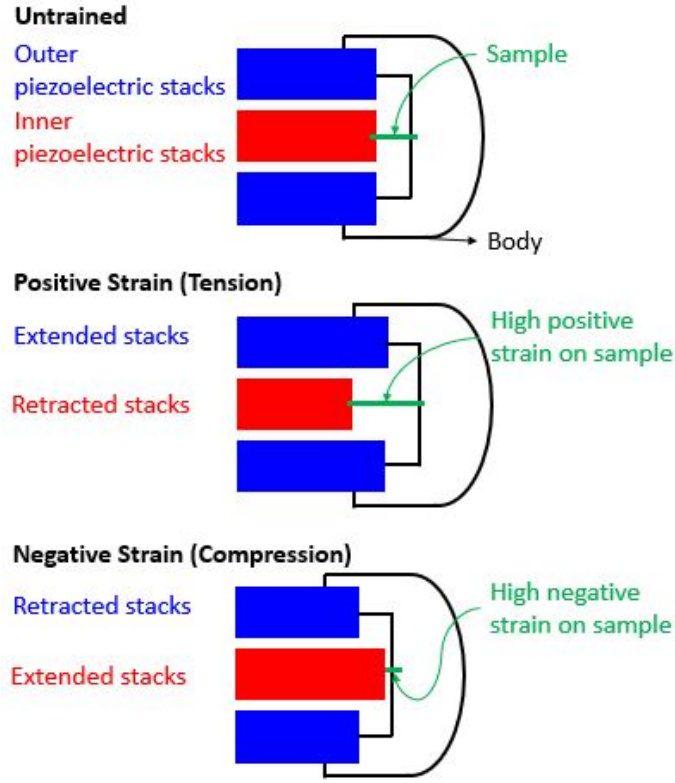 Untrained
Outer
piezoelectric stacks
Sample
Inner
piezoelectric stacks
Body
Positive Strain (Tension)
Extended stacks
High positive
strain on sample
Retracted stacks
Negative Strain (Compression)
Retracted stacks
High negative
strain on sample
Extended stacks